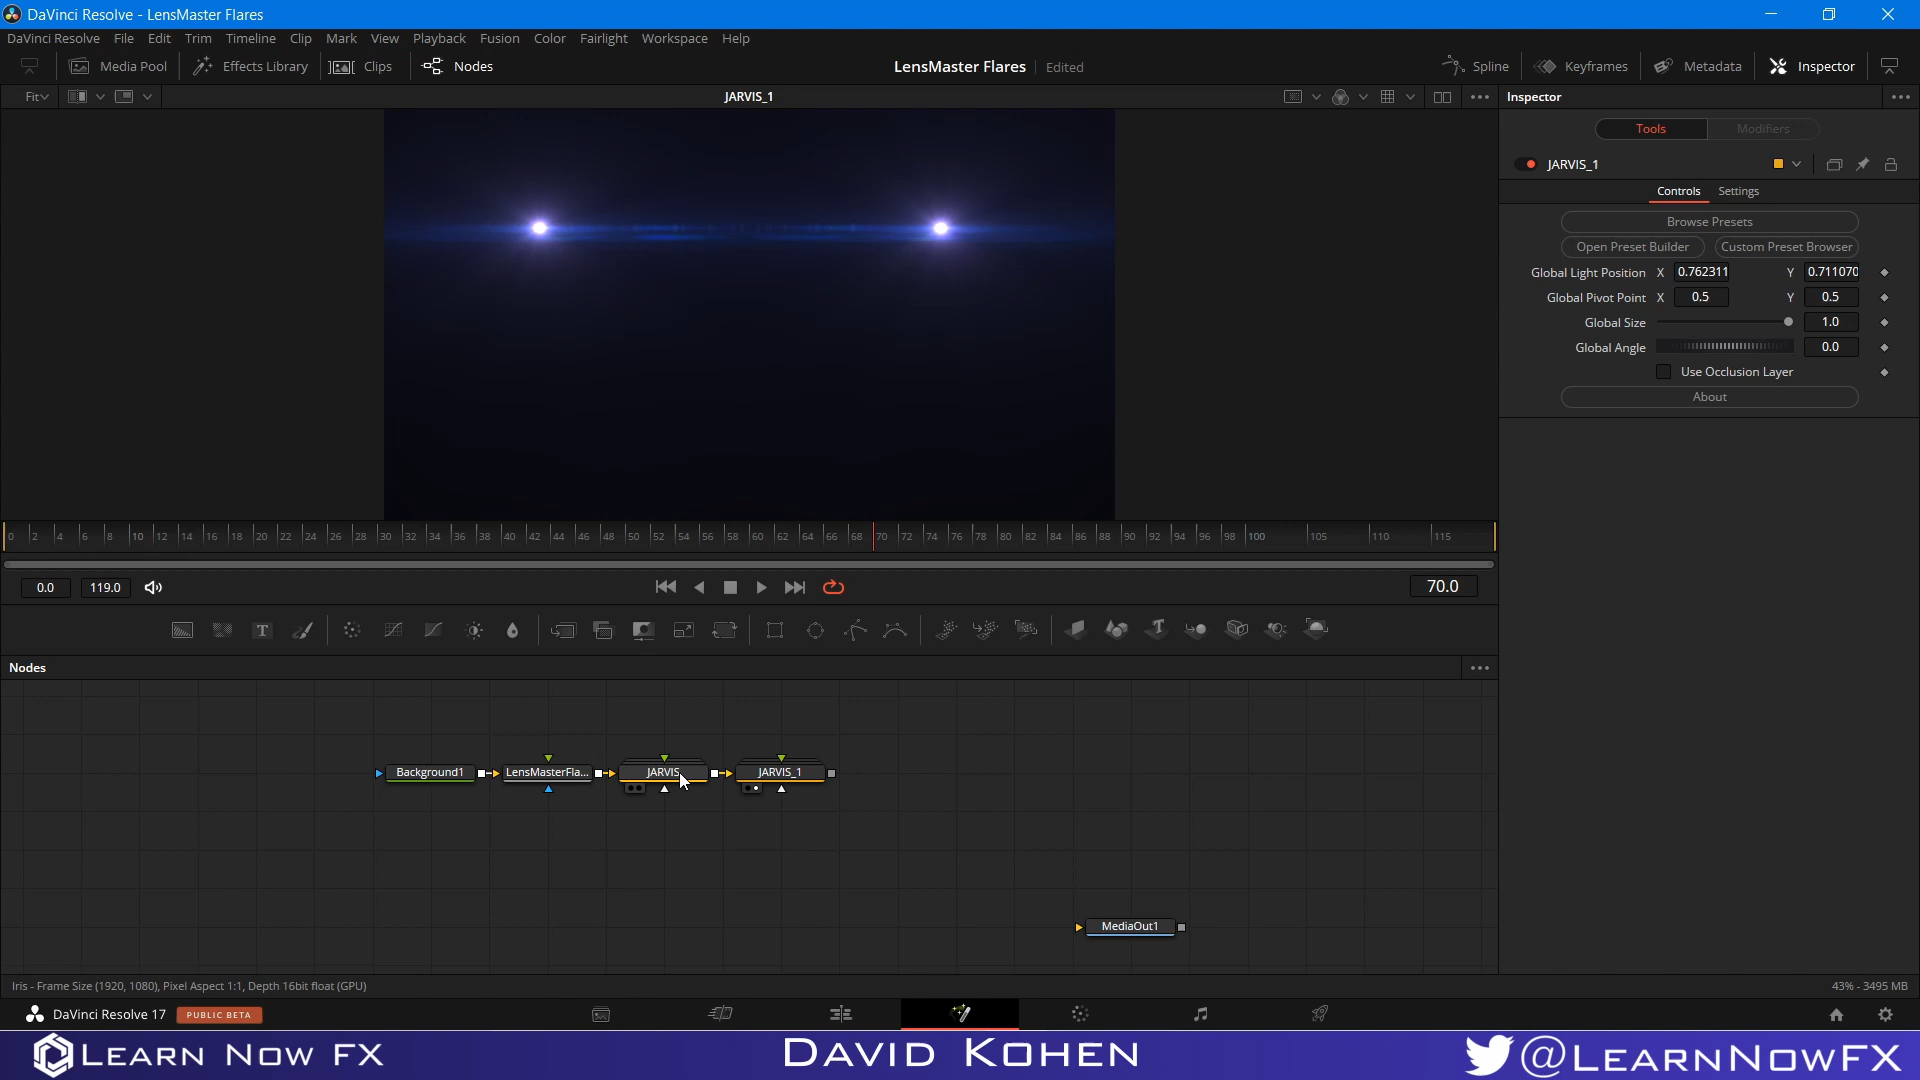 DaVinci Resolve - LensMaster Flares
DaVinci Resolve File Edit Trim Timeline Clip Mark View Playback Fusion Color Fairlight Workspace Help
Media Pool Effects Library Clips Nodes LensMaster Flares Edited Spline Keyframes Metadata Inspector
Fit JARVIS_1 Inspector
Tools Modifiers
JARVIS_1
Controls Settings
Browse Presets
Open Preset Builder Custom Preset Browser
Global Light Position X 0.762311 Y 0.711070
Global Pivot Point X 0.5 Y 0.5
Global Size 1.0
Global Angle 0.0
Use Occlusion Layer
About
0 2 4 6 8 10 12 14 16 18 20 22 24 26 28 30 32 34 36 38 40 42 44 46 48 50 52 54 56 58 60 62 64 66 68 70 72 74 76 78 80 82 84 86 88 90 92 94 96 98 100 105 110 115
0.0 119.0 70.0
T T
Nodes
Background1 LensMasterFla... JARVIS JARVIS_1
MediaOut1
Iris - Frame Size (1920, 1080), Pixel Aspect 1:1, Depth 16bit float (GPU) 43% - 3495 MB
DaVinci Resolve 17 PUBLIC BETA
Learn Now FX David Kohen @LearnNowFX